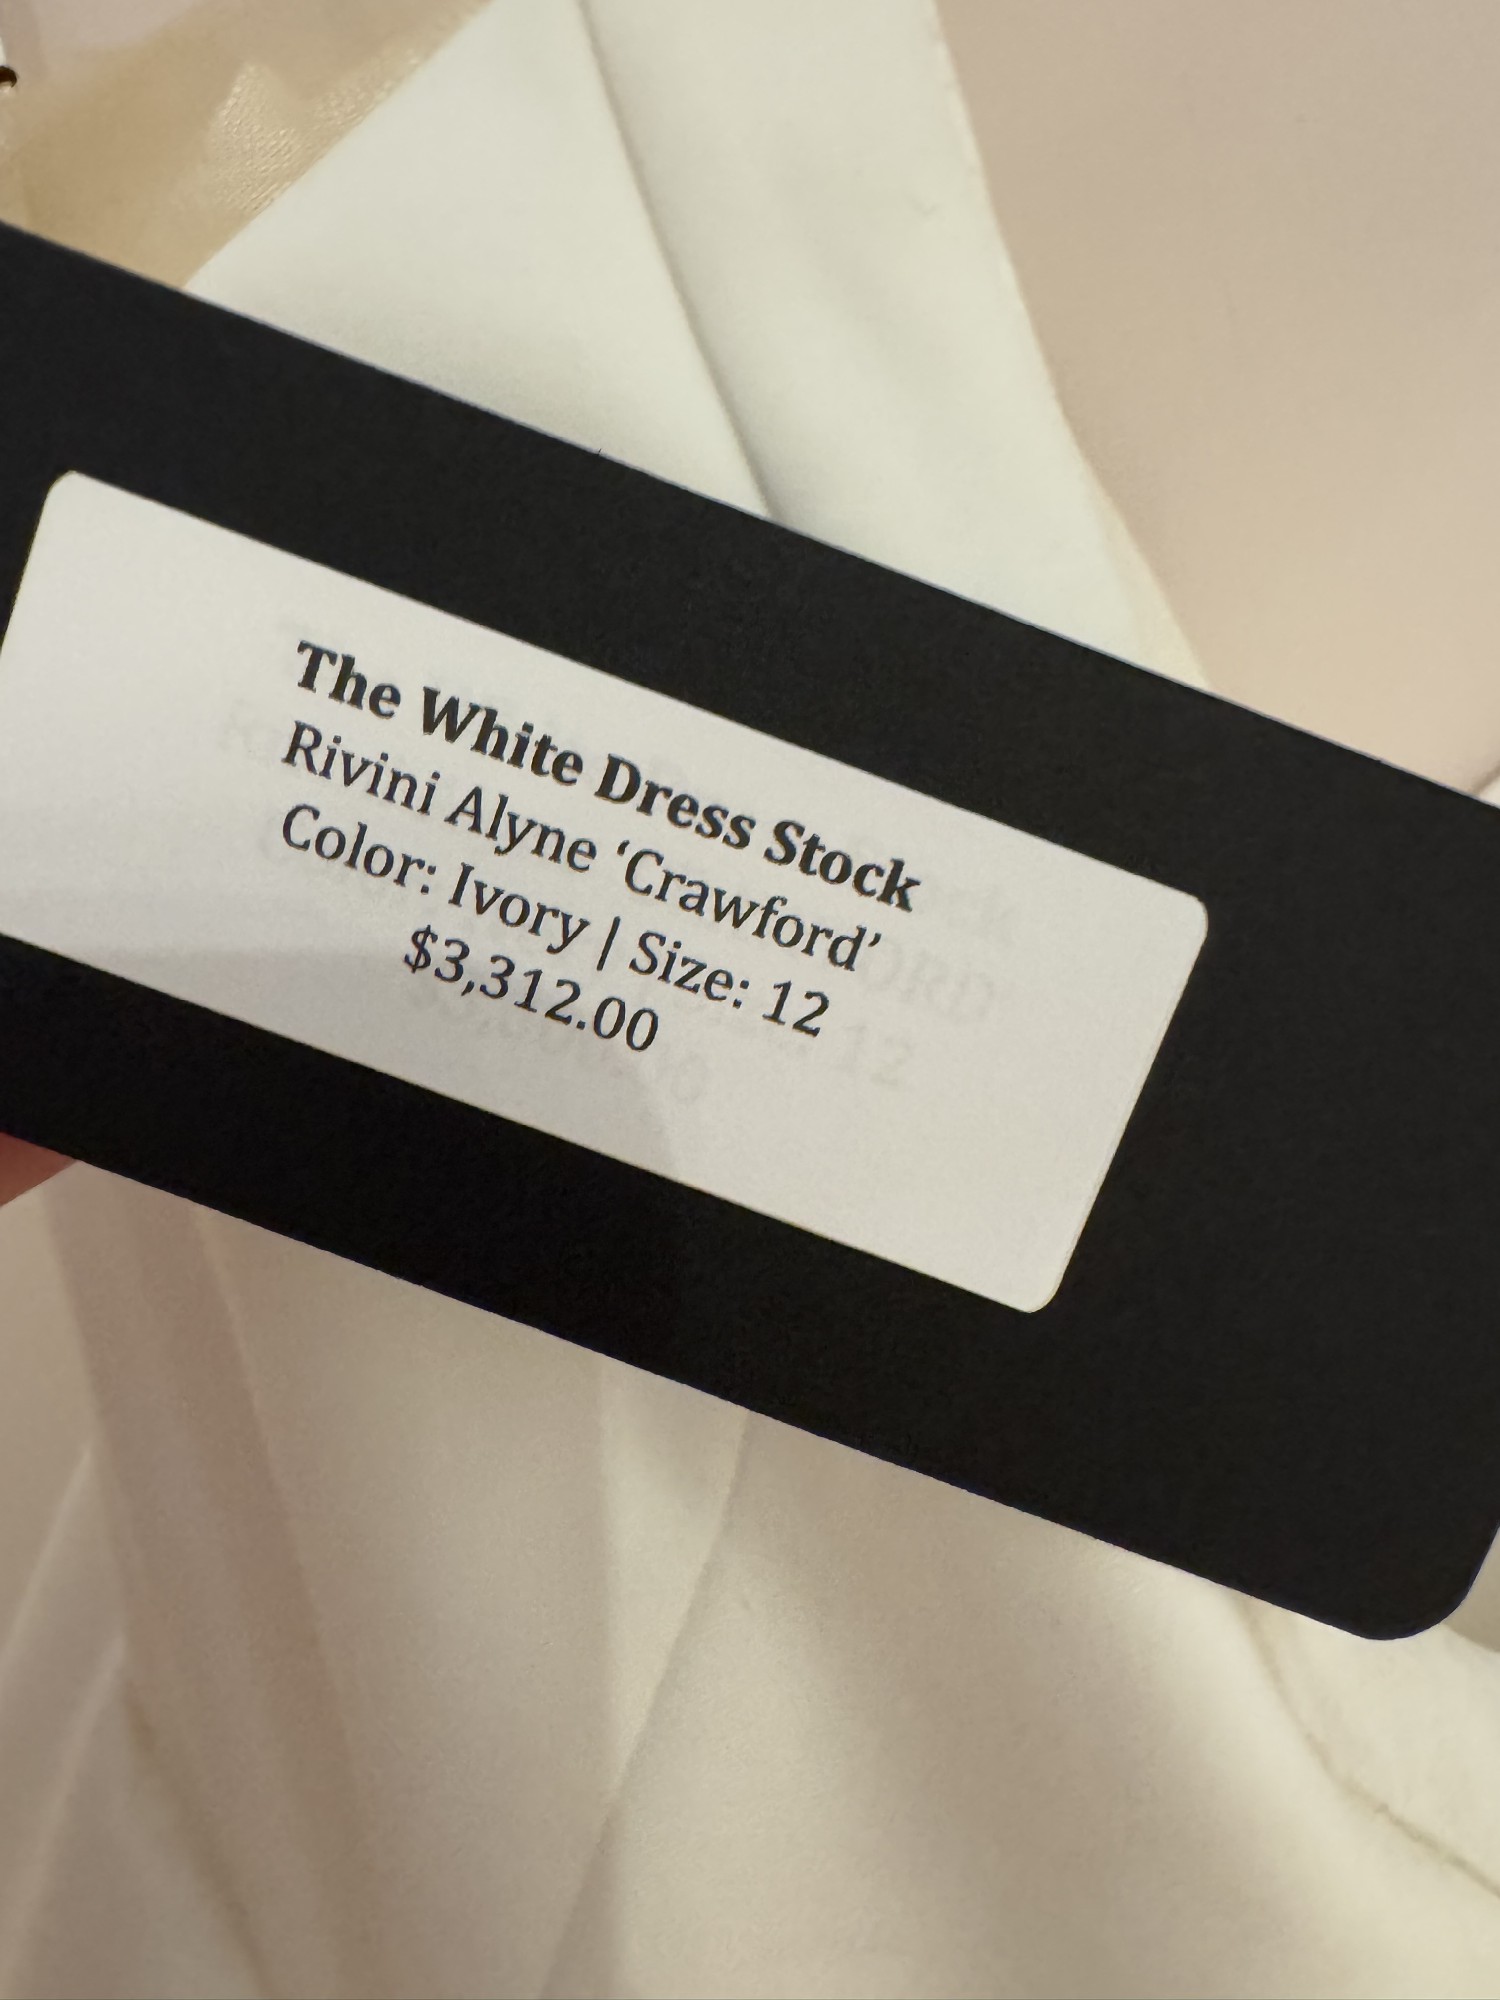 The White Dress Stock
Rivini Alyne ‘Crawford’
Color: Ivory | Size: 12
$3,312.00